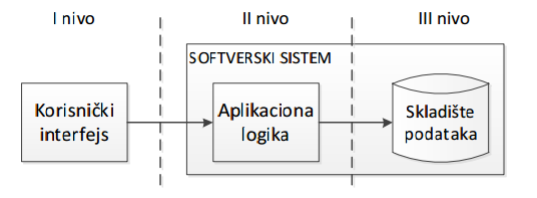 I nivo
II nivo
III nivo
SOFTVERSKI SISTEM
Korisnički
interfejs
Aplikaciona
logika
Skladište
podataka